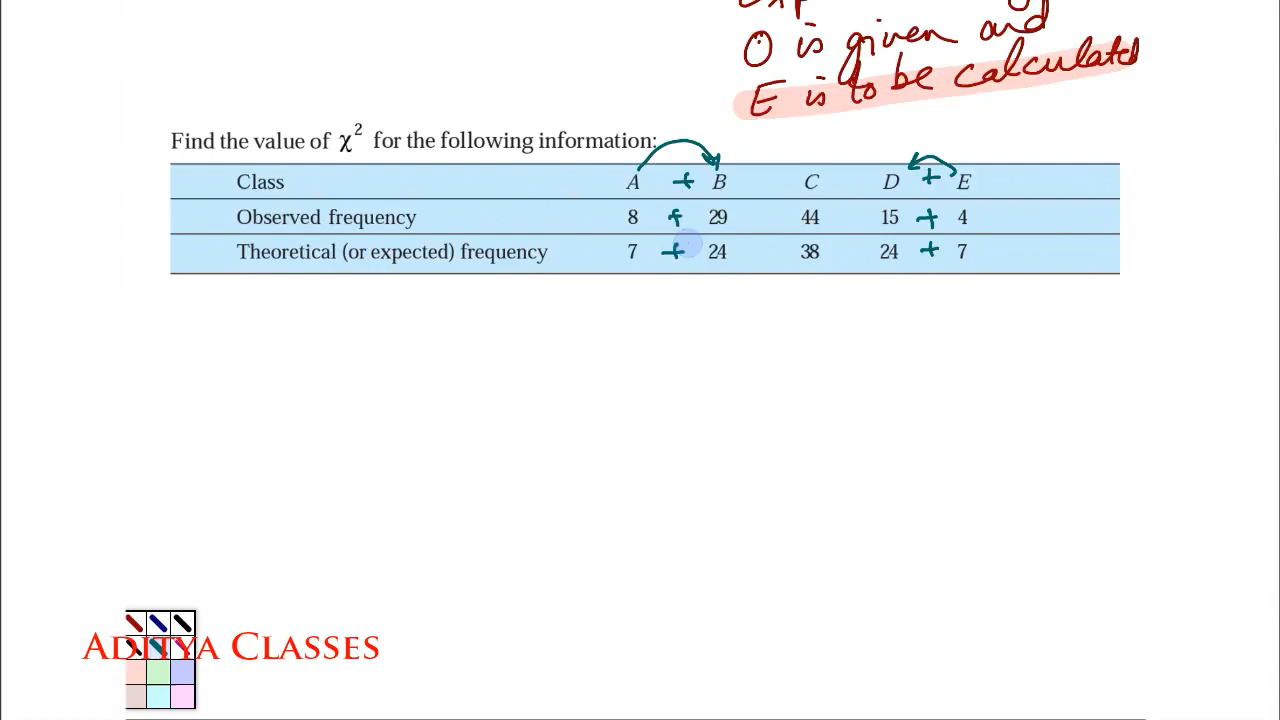 O is given and
E is to be calculated
Find the value of χ² for the following information:
Class A + B C D + E
Observed frequency 8 + 29 44 15 + 4
Theoretical (or expected) frequency 7 + 24 38 24 + 7
ADITYA CLASSES